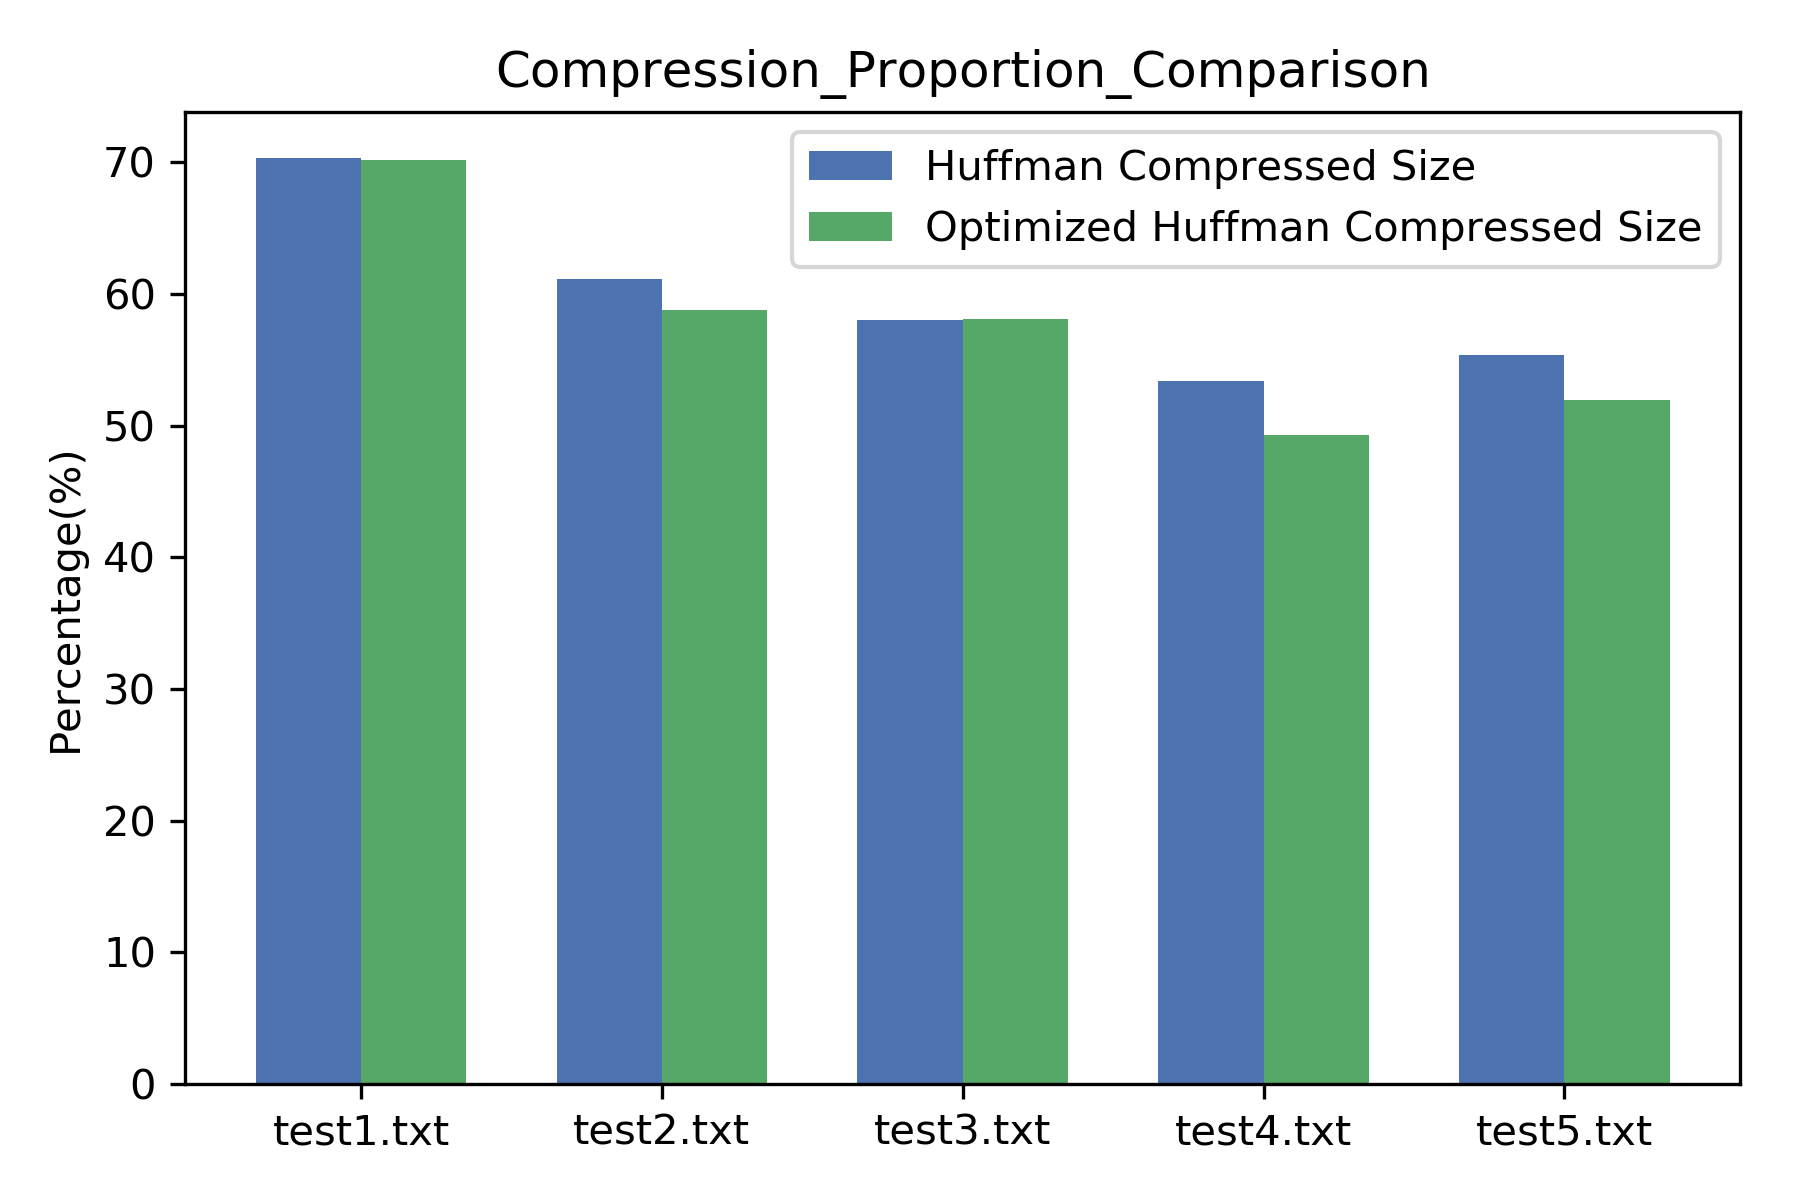 Compression_Proportion_Comparison
Huffman Compressed Size
Optimized Huffman Compressed Size
Percentage(%)
70
60
50
40
30
20
10
0
test1.txt test2.txt test3.txt test4.txt test5.txt